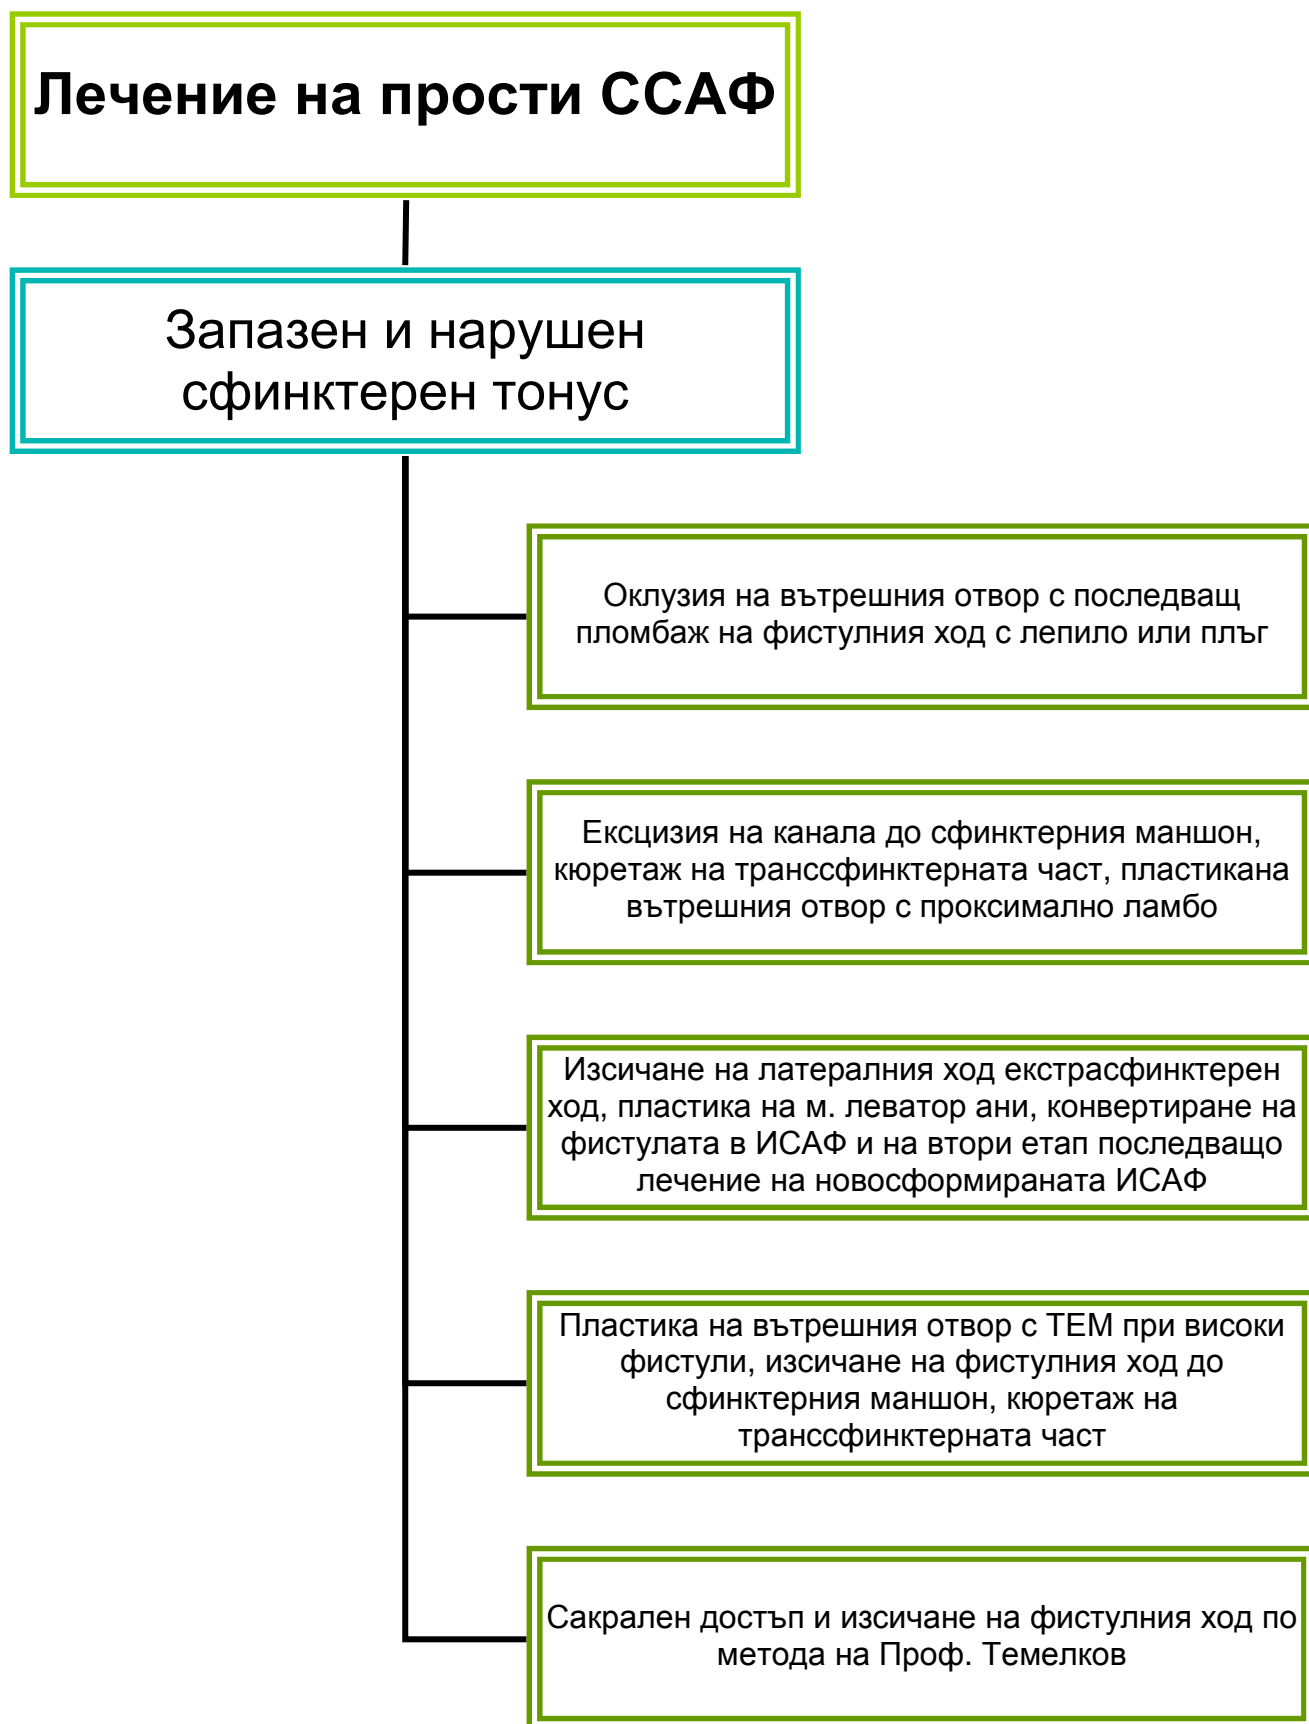 Лечение на прости ССАФ
Запазен и нарушен
сфинктерен тонус
Оклузия на вътрешния отвор с последващ
пломбаж на фистулния ход с лепило или плъг
Ексцизия на канала до сфинктерния маншон,
кюретаж на транссфинктерната част, пластикана
вътрешния отвор с проксимално ламбо
Изсичане на латералния ход екстрасфинктерен
ход, пластика на м. леватор ани, конвертиране на
фистулата в ИСАФ и на втори етап последващо
лечение на новосформираната ИСАФ
Пластика на вътрешния отвор с ТЕМ при високи
фистули, изсичане на фистулния ход до
сфинктерния маншон, кюретаж на
транссфинктерната част
Сакрален достъп и изсичане на фистулния ход по
метода на Проф. Темелков